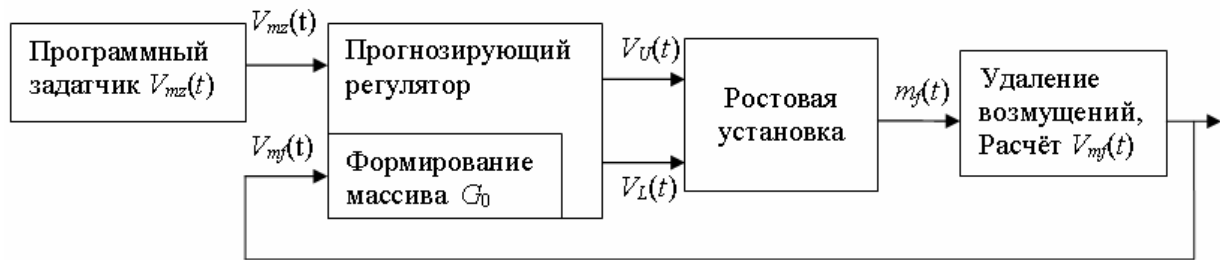 Программный
задатчик Vmz(t)
Vmz(t)
Прогнозирующий
регулятор
Vmf(t)
Формирование
массива G0
VU(t)
VL(t)
Ростовая
установка
mf(t)
Удаление
возмущений,
Расчёт Vmf(t)